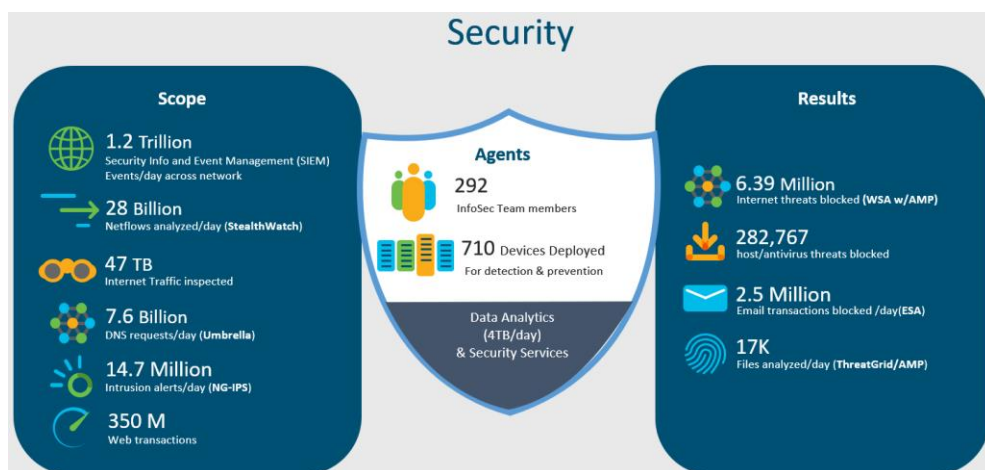 Security
Scope
1.2 Trillion
Security Info and Event Management (SIEM)
Events/day across network
28 Billion
Netflows analyzed/day (StealthWatch)
47 TB
Internet Traffic inspected
7.6 Billion
DNS requests/day (Umbrella)
14.7 Million
Intrusion alerts/day (NG-IPS)
350 M
Web transactions
Agents
292
InfoSec Team members
710 Devices Deployed
For detection & prevention
Data Analytics
(4TB/day)
& Security Services
Results
6.39 Million
Internet threats blocked (WSA w/AMP)
282,767
host/antivirus threats blocked
2.5 Million
Email transactions blocked /day(ESA)
17K
Files analyzed/day (ThreatGrid/AMP)